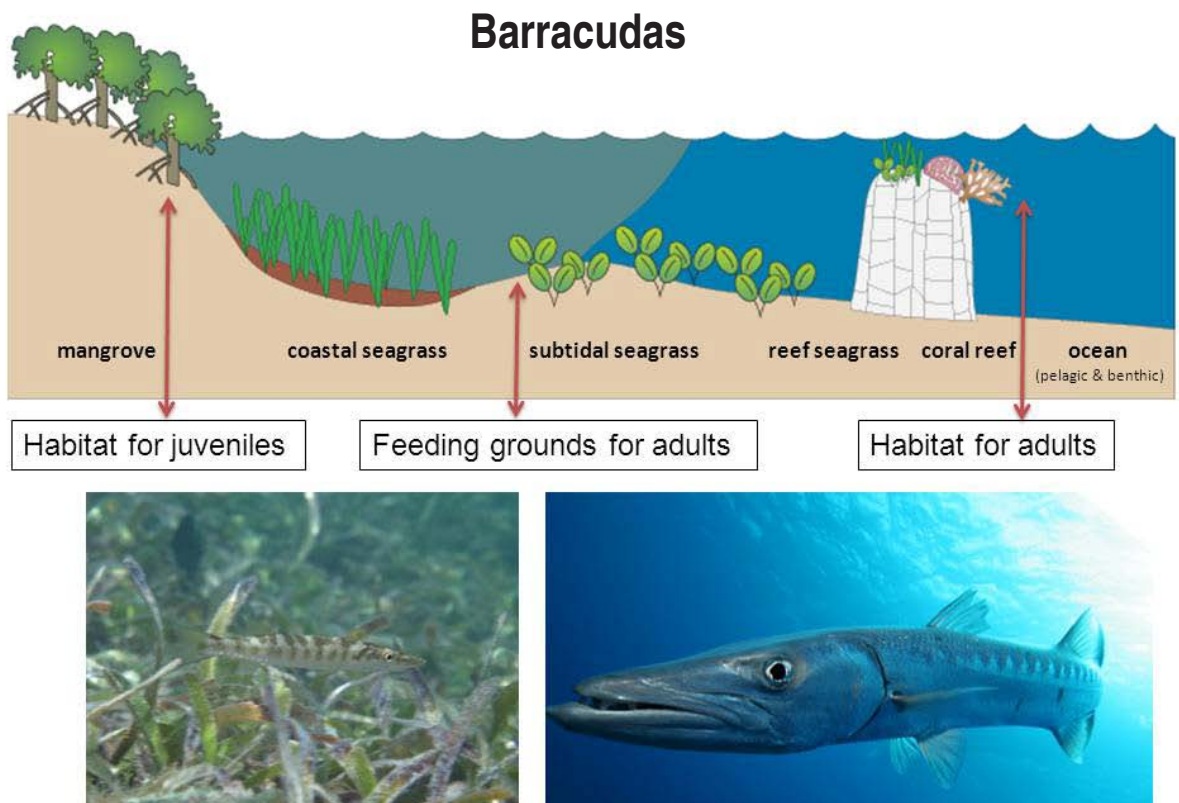 Barracudas
mangrove
coastal seagrass
subtidal seagrass
reef seagrass
coral reef
ocean
(pelagic & benthic)
Habitat for juveniles
Feeding grounds for adults
Habitat for adults